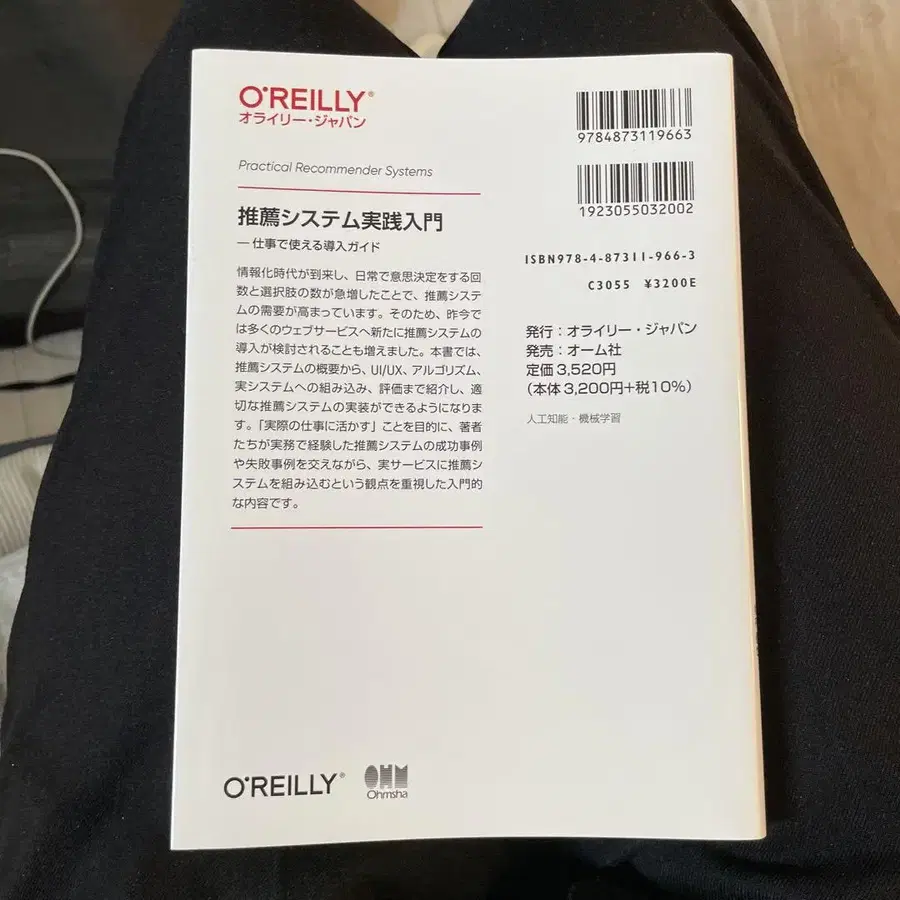 O'REILLY®
オライリー・ジャパン
Practical Recommender Systems
推薦システム実践入門
―仕事で使える導入ガイド
情報化時代が到来し、日常で意思決定をする回
数と選択肢の数が急増したことで、推薦システ
ムの需要が高まっています。そのため、昨今で
は多くのウェブサービスへ新たに推薦システムの
導入が検討されることも増えました。本書では、
推薦システムの概要から、UI/UX、アルゴリズム、
実システムへの組み込み、評価まで紹介し、適
切な推薦システムの実装ができるようになりま
す。「実際の仕事に活かす」ことを目的に、著者
たちが実務で経験した推薦システムの成功事例
や失敗事例を交えながら、実サービスに推薦シ
ステムを組み込むという観点を重視した入門的
な内容です。
9784873119663
1923055032002
ISBN978-4-87311-966-3
C3055 ¥3200E
発行：オライリー・ジャパン
発売：オーム社
定価3,520円
（本体3,200円+税10%）
人工知能・機械学習
O'REILLY®
OHM
Ohmsha